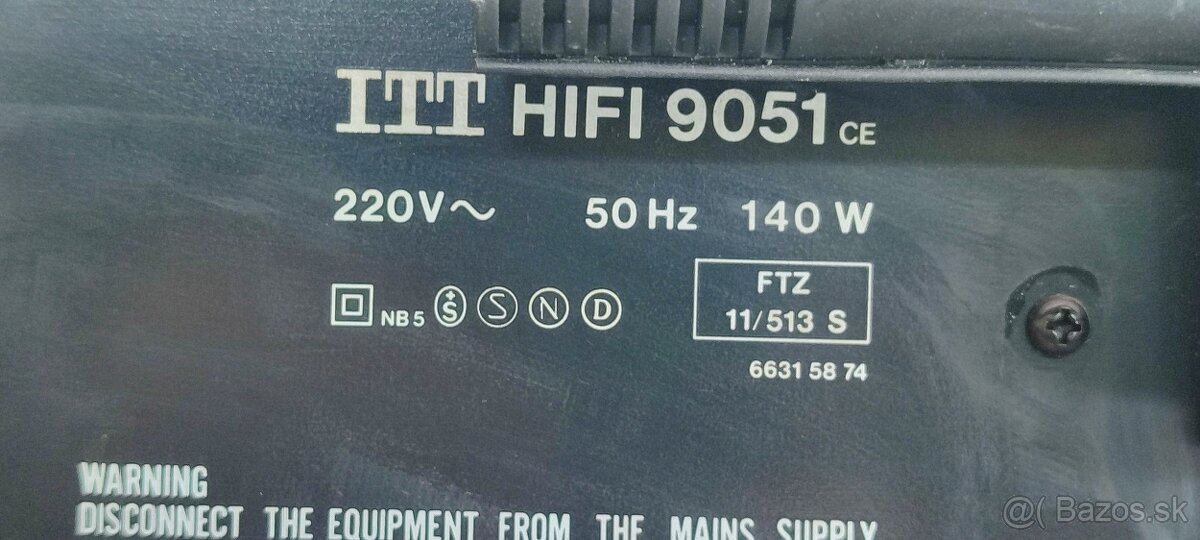 ITT HIFI 9051 CE
220V~ 50 Hz 140 W
NB 5 S S N D
FTZ
11/513 S
6631 58 74
WARNING
DISCONNECT THE EQUIPMENT FROM THE MAINS SUPPLY
@( Bazos.sk